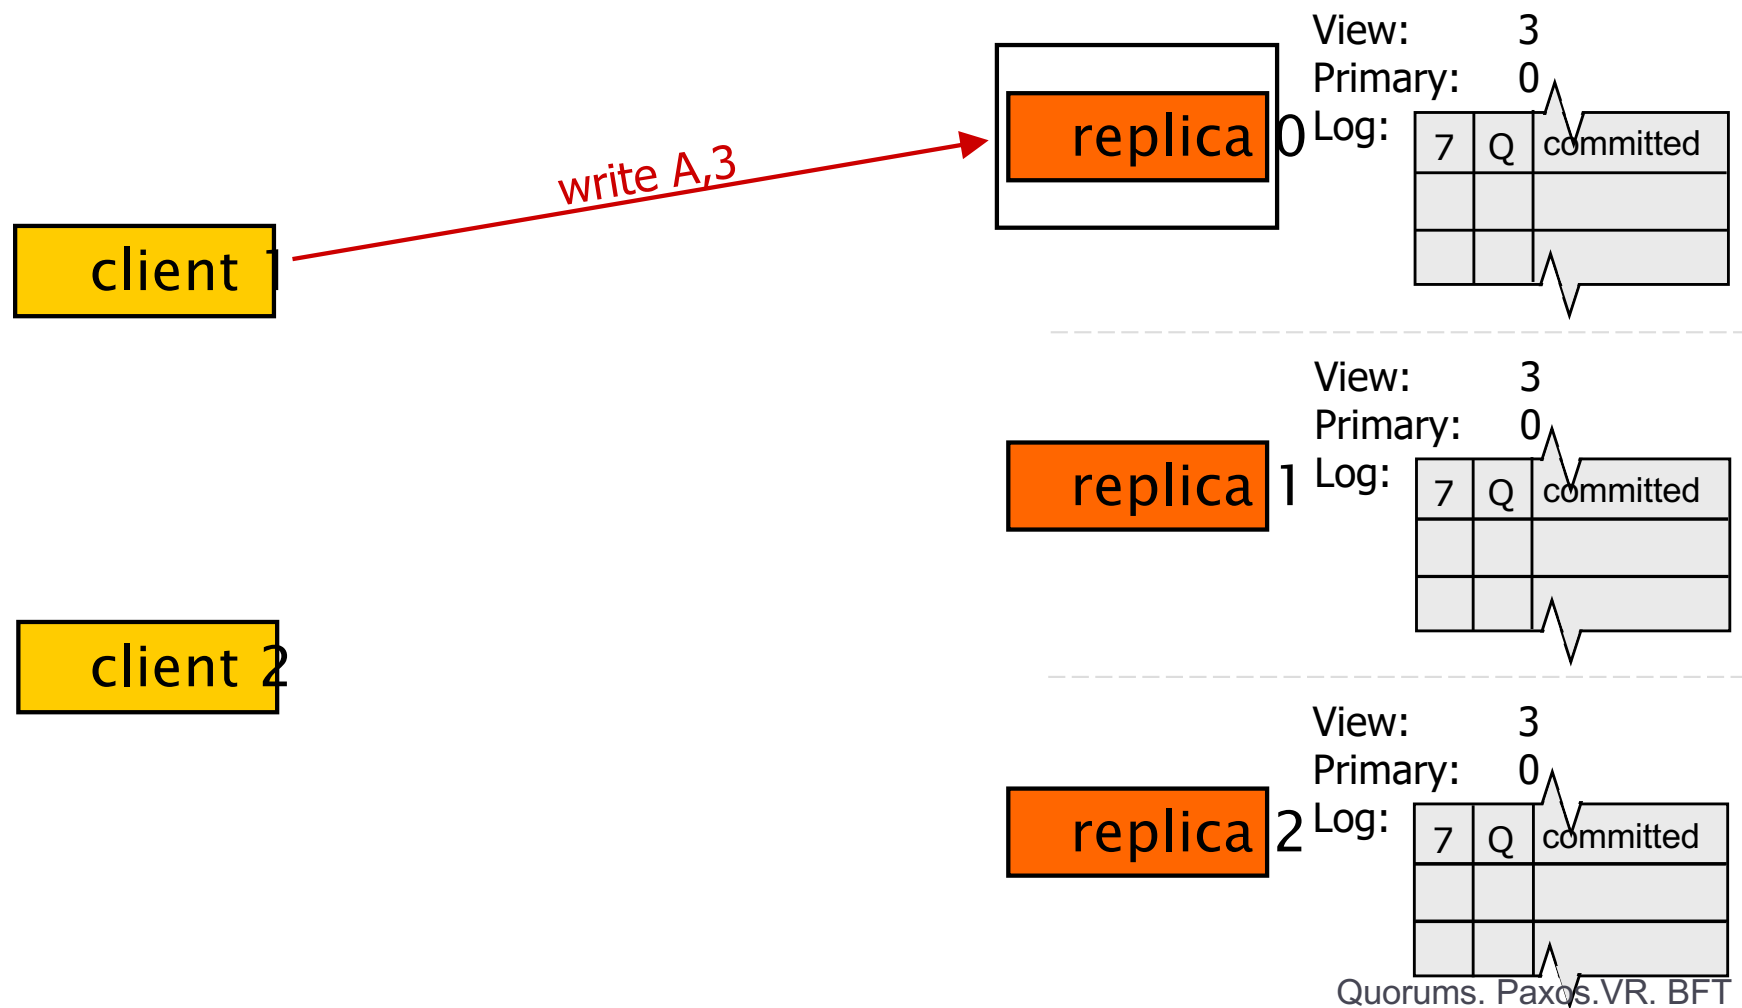 View: 3
Primary: 0
Log:
replica 0
7 Q committed
write A,3
client 1
View: 3
Primary: 0
Log:
replica 1
7 Q committed
client 2
View: 3
Primary: 0
Log:
replica 2
7 Q committed
Quorums. Paxos.VR. BFT